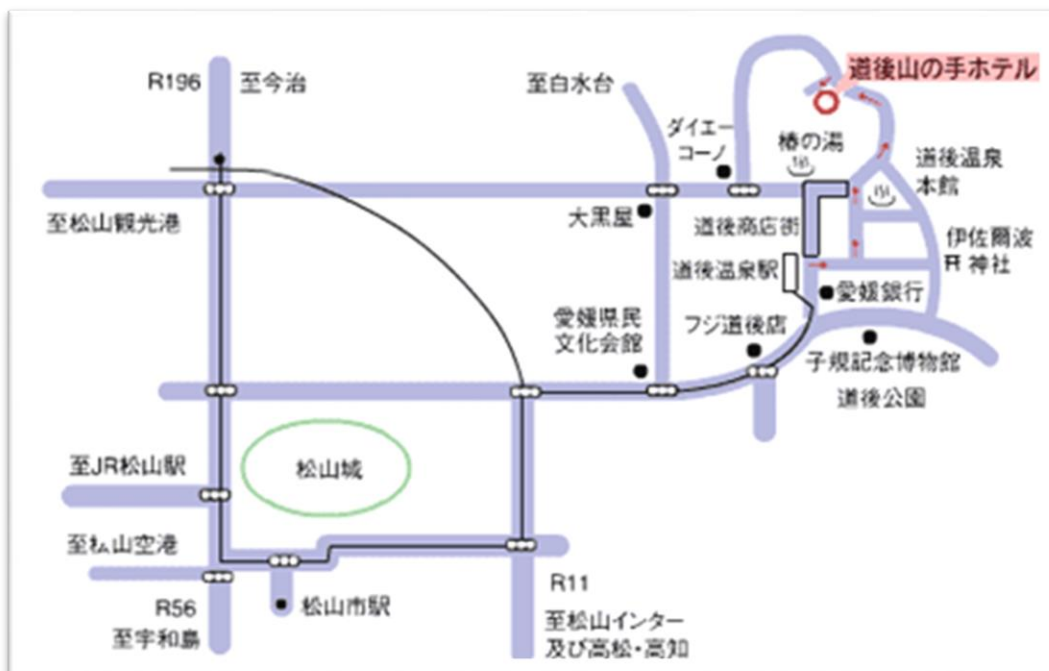 R196
至今治
至白水台
道後山の手ホテル
ダイエー
コーノ
椿の湯
道後温泉
本館
至松山観光港
大黒屋
道後商店街
伊佐爾波
神社
道後温泉駅
愛媛銀行
愛媛県民
文化会館
フジ道後店
子規記念博物館
道後公園
至JR松山駅
松山城
至松山空港
R56
至宇和島
松山市駅
R11
至松山インター
及び高松・高知